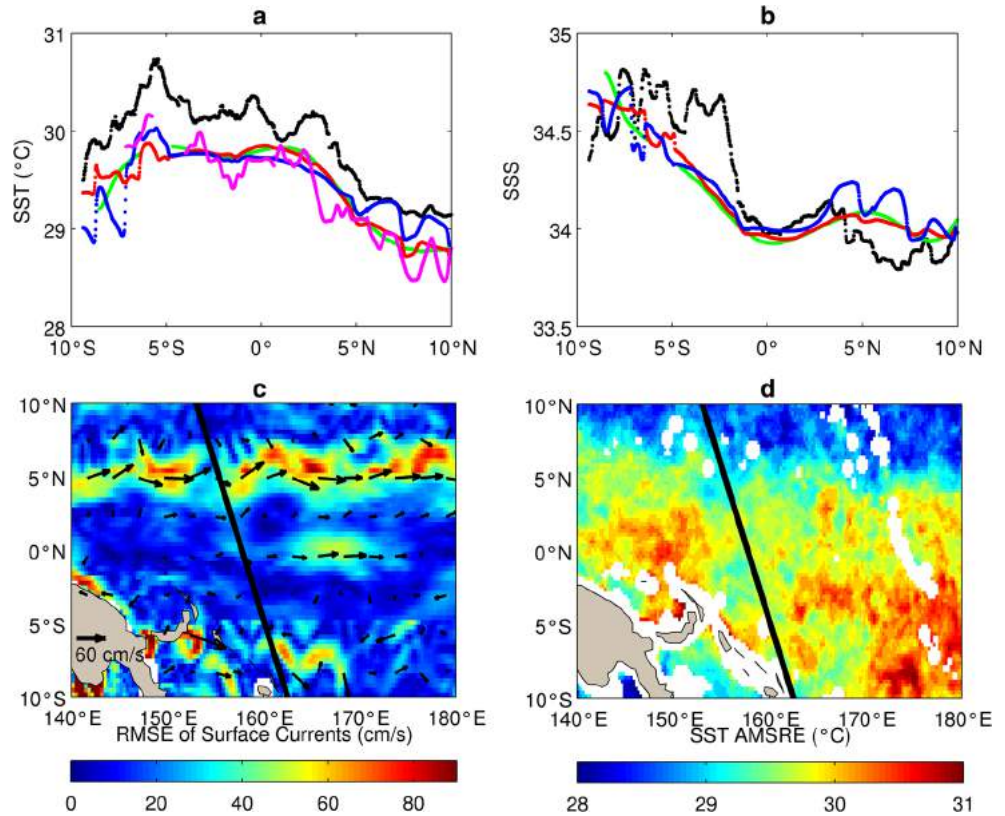 a
b
31
30
29
28
SST (°C)
10°S
5°S
0°
5°N
10°N
35
34.5
34
33.5
SSS
10°S
5°S
0°
5°N
10°N
c
d
10°N
5°N
0°N
5°S
10°S
60 cm/s
140°E
150°E
160°E
170°E
180°E
RMSE of Surface Currents (cm/s)
0
20
40
60
80
10°N
5°N
0°N
5°S
10°S
140°E
150°E
160°E
170°E
180°E
SST AMSRE (°C)
28
29
30
31